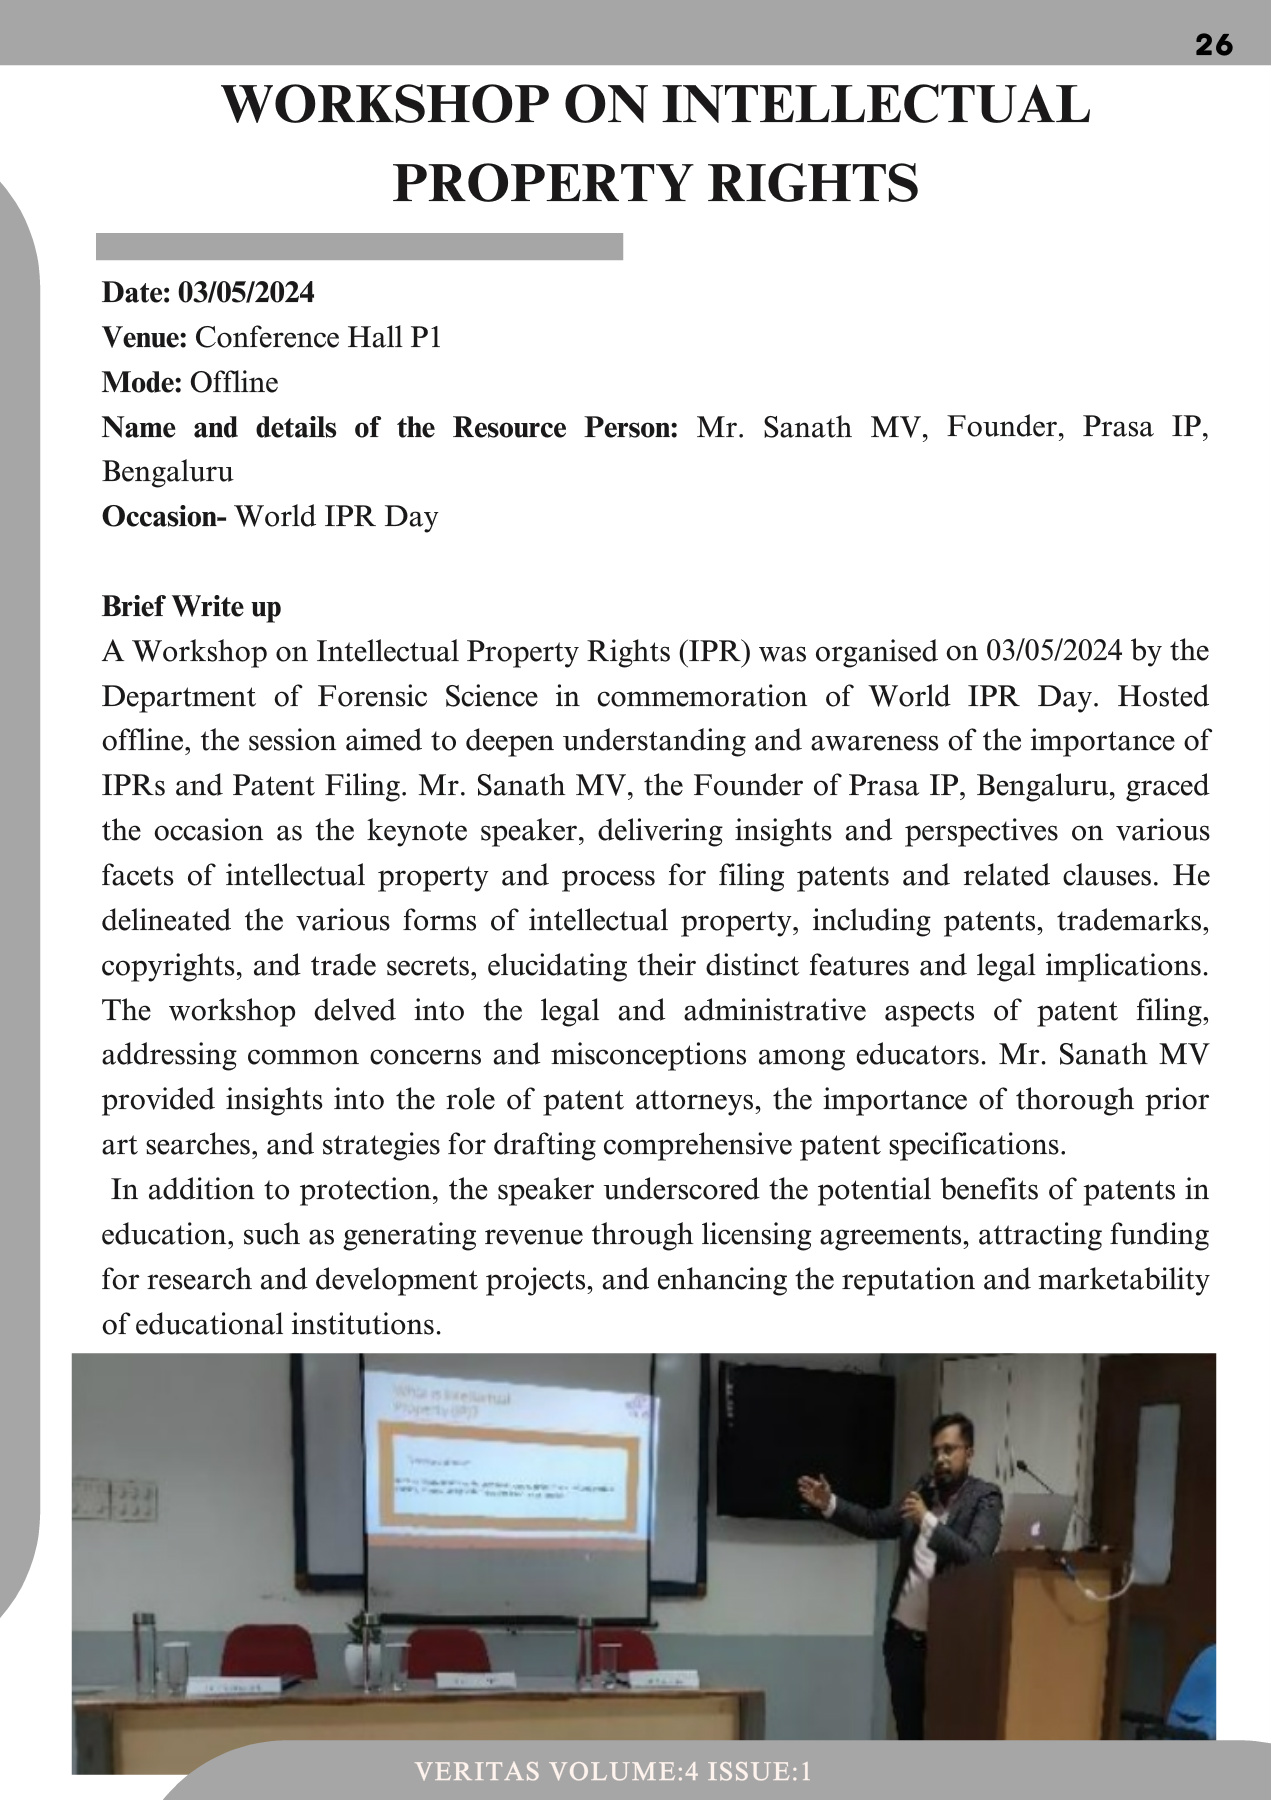 26
WORKSHOP ON INTELLECTUAL
PROPERTY RIGHTS
Date: 03/05/2024
Venue: Conference Hall P1
Mode: Offline
Name and details of the Resource Person: Mr. Sanath MV, Founder, Prasa IP,
Bengaluru
Occasion- World IPR Day
Brief Write up
A Workshop on Intellectual Property Rights (IPR) was organised on 03/05/2024 by the
Department of Forensic Science in commemoration of World IPR Day. Hosted
offline, the session aimed to deepen understanding and awareness of the importance of
IPRs and Patent Filing. Mr. Sanath MV, the Founder of Prasa IP, Bengaluru, graced
the occasion as the keynote speaker, delivering insights and perspectives on various
facets of intellectual property and process for filing patents and related clauses. He
delineated the various forms of intellectual property, including patents, trademarks,
copyrights, and trade secrets, elucidating their distinct features and legal implications.
The workshop delved into the legal and administrative aspects of patent filing,
addressing common concerns and misconceptions among educators. Mr. Sanath MV
provided insights into the role of patent attorneys, the importance of thorough prior
art searches, and strategies for drafting comprehensive patent specifications.
In addition to protection, the speaker underscored the potential benefits of patents in
education, such as generating revenue through licensing agreements, attracting funding
for research and development projects, and enhancing the reputation and marketability
of educational institutions.
What is Intellectual
Property (IP)?
VERITAS VOLUME:4 ISSUE:1